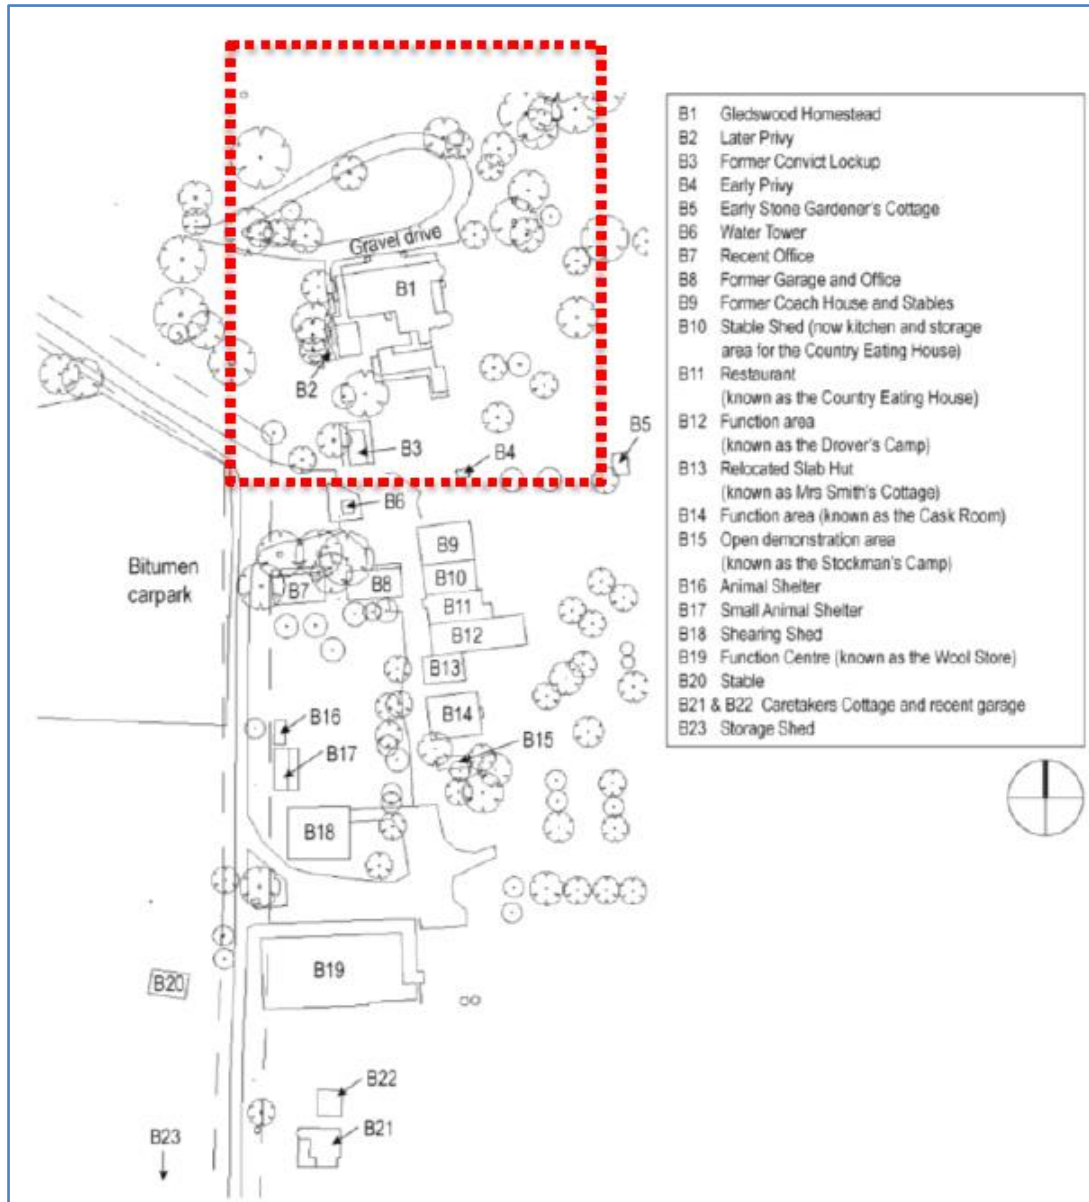 Gravel drive
B1
B2
B3
B4
B5
B6
Bitumen
carpark
B7
B8
B9
B10
B11
B12
B13
B14
B15
B16
B17
B18
B19
B20
B22
B21
B23
B1 Gledswood Homestead
B2 Later Privy
B3 Former Convict Lockup
B4 Early Privy
B5 Early Stone Gardener's Cottage
B6 Water Tower
B7 Recent Office
B8 Former Garage and Office
B9 Former Coach House and Stables
B10 Stable Shed (now kitchen and storage
area for the Country Eating House)
B11 Restaurant
(known as the Country Eating House)
B12 Function area
(known as the Drover's Camp)
B13 Relocated Slab Hut
(known as Mrs Smith's Cottage)
B14 Function area (known as the Cask Room)
B15 Open demonstration area
(known as the Stockman's Camp)
B16 Animal Shelter
B17 Small Animal Shelter
B18 Shearing Shed
B19 Function Centre (known as the Wool Store)
B20 Stable
B21 & B22 Caretakers Cottage and recent garage
B23 Storage Shed